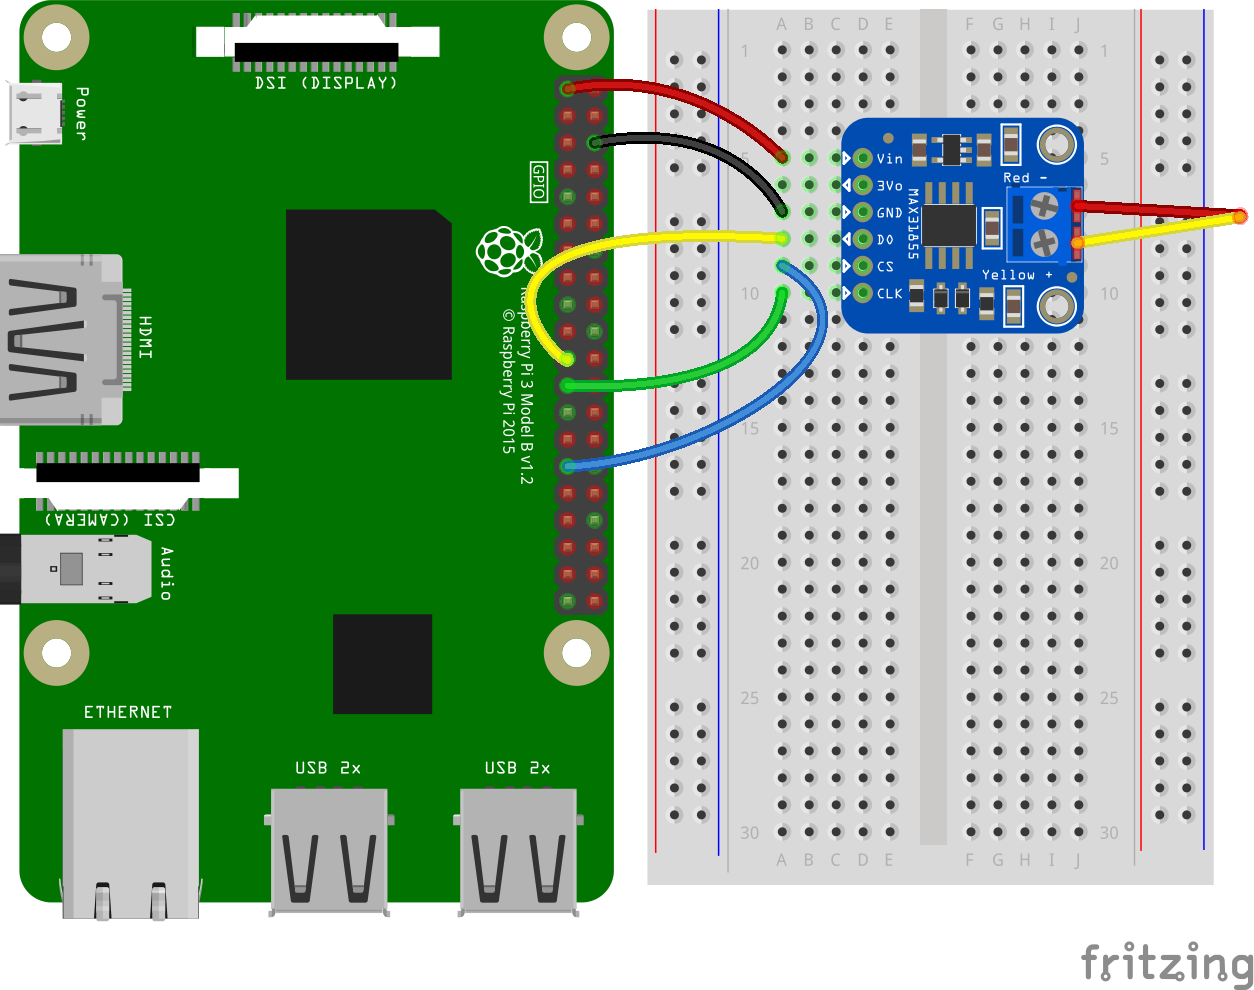 DSI (DISPLAY)
Power
GPIO
Raspberry Pi 3 Model B v1.2
© Raspberry Pi 2015
HDMI
CSI (CAMERA)
Audio
ETHERNET
USB 2x
USB 2x
A B C D E
F G H I J
1
1
5
5
10
10
15
15
20
20
25
25
30
30
A B C D E
F G H I J
Vin
3Vo
GND
DO
CS
CLK
MAX31855
Red -
Yellow +
fritzing